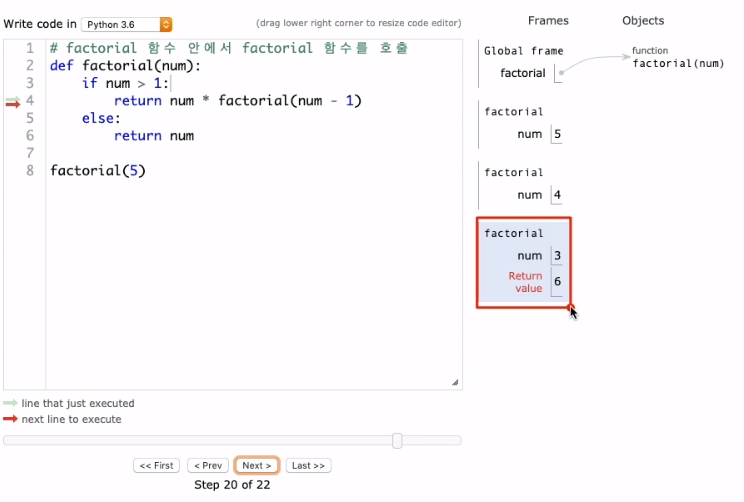 Write code in Python 3.6 (drag lower right corner to resize code editor)
1 # factorial 함수 안에서 factorial 함수를 호출
2 def factorial(num):
3 if num > 1:
4 return num * factorial(num - 1)
5 else:
6 return num
7
8 factorial(5)
line that just executed
next line to execute
<< First < Prev Next > Last >>
Step 20 of 22
Frames Objects
Global frame
factorial
function
factorial(num)
factorial
num 5
factorial
num 4
factorial
num 3
Return
value 6